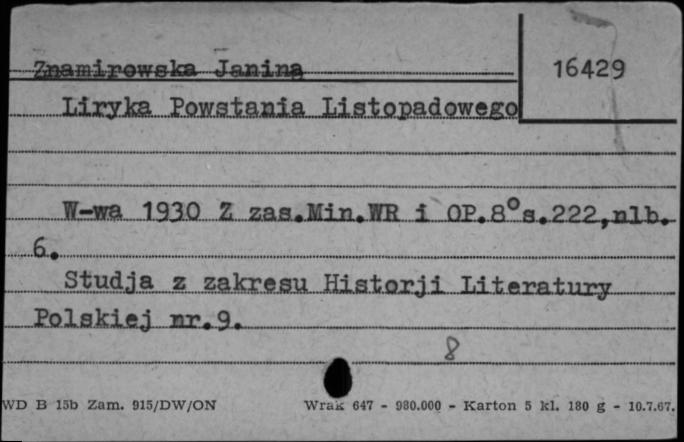 Znamirowska Janina
16429
Liryka Powstania Listopadowego
W-wa 1930 Z zas.Min.WR i OP.8°s.222,nlb.
6.
Studja z zakresu Historji Literatury
Polskiej nr.9.
8
WD B 15b Zam. 915/DW/ON Wrak 647 - 980.000 - Karton 5 kl. 180 g - 10.7.67.